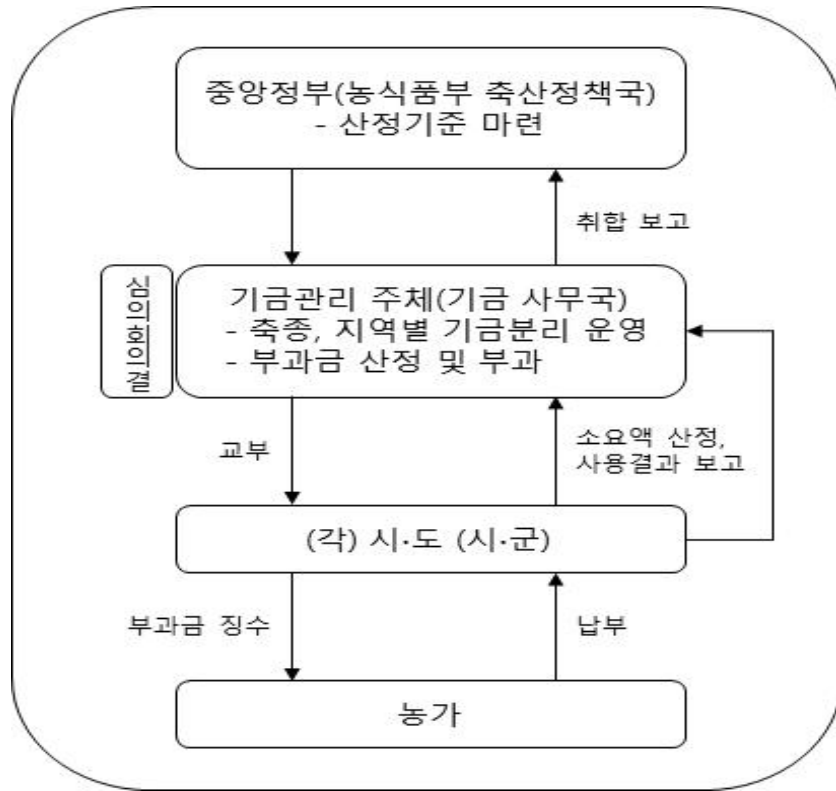 중앙정부(농식품부 축산정책국)
- 산정기준 마련
취합 보고
심의회의결
기금관리 주체(기금 사무국)
- 축종, 지역별 기금분리 운영
- 부과금 산정 및 부과
교부
소요액 산정,
사용결과 보고
(각) 시·도 (시·군)
부과금 징수
납부
농가